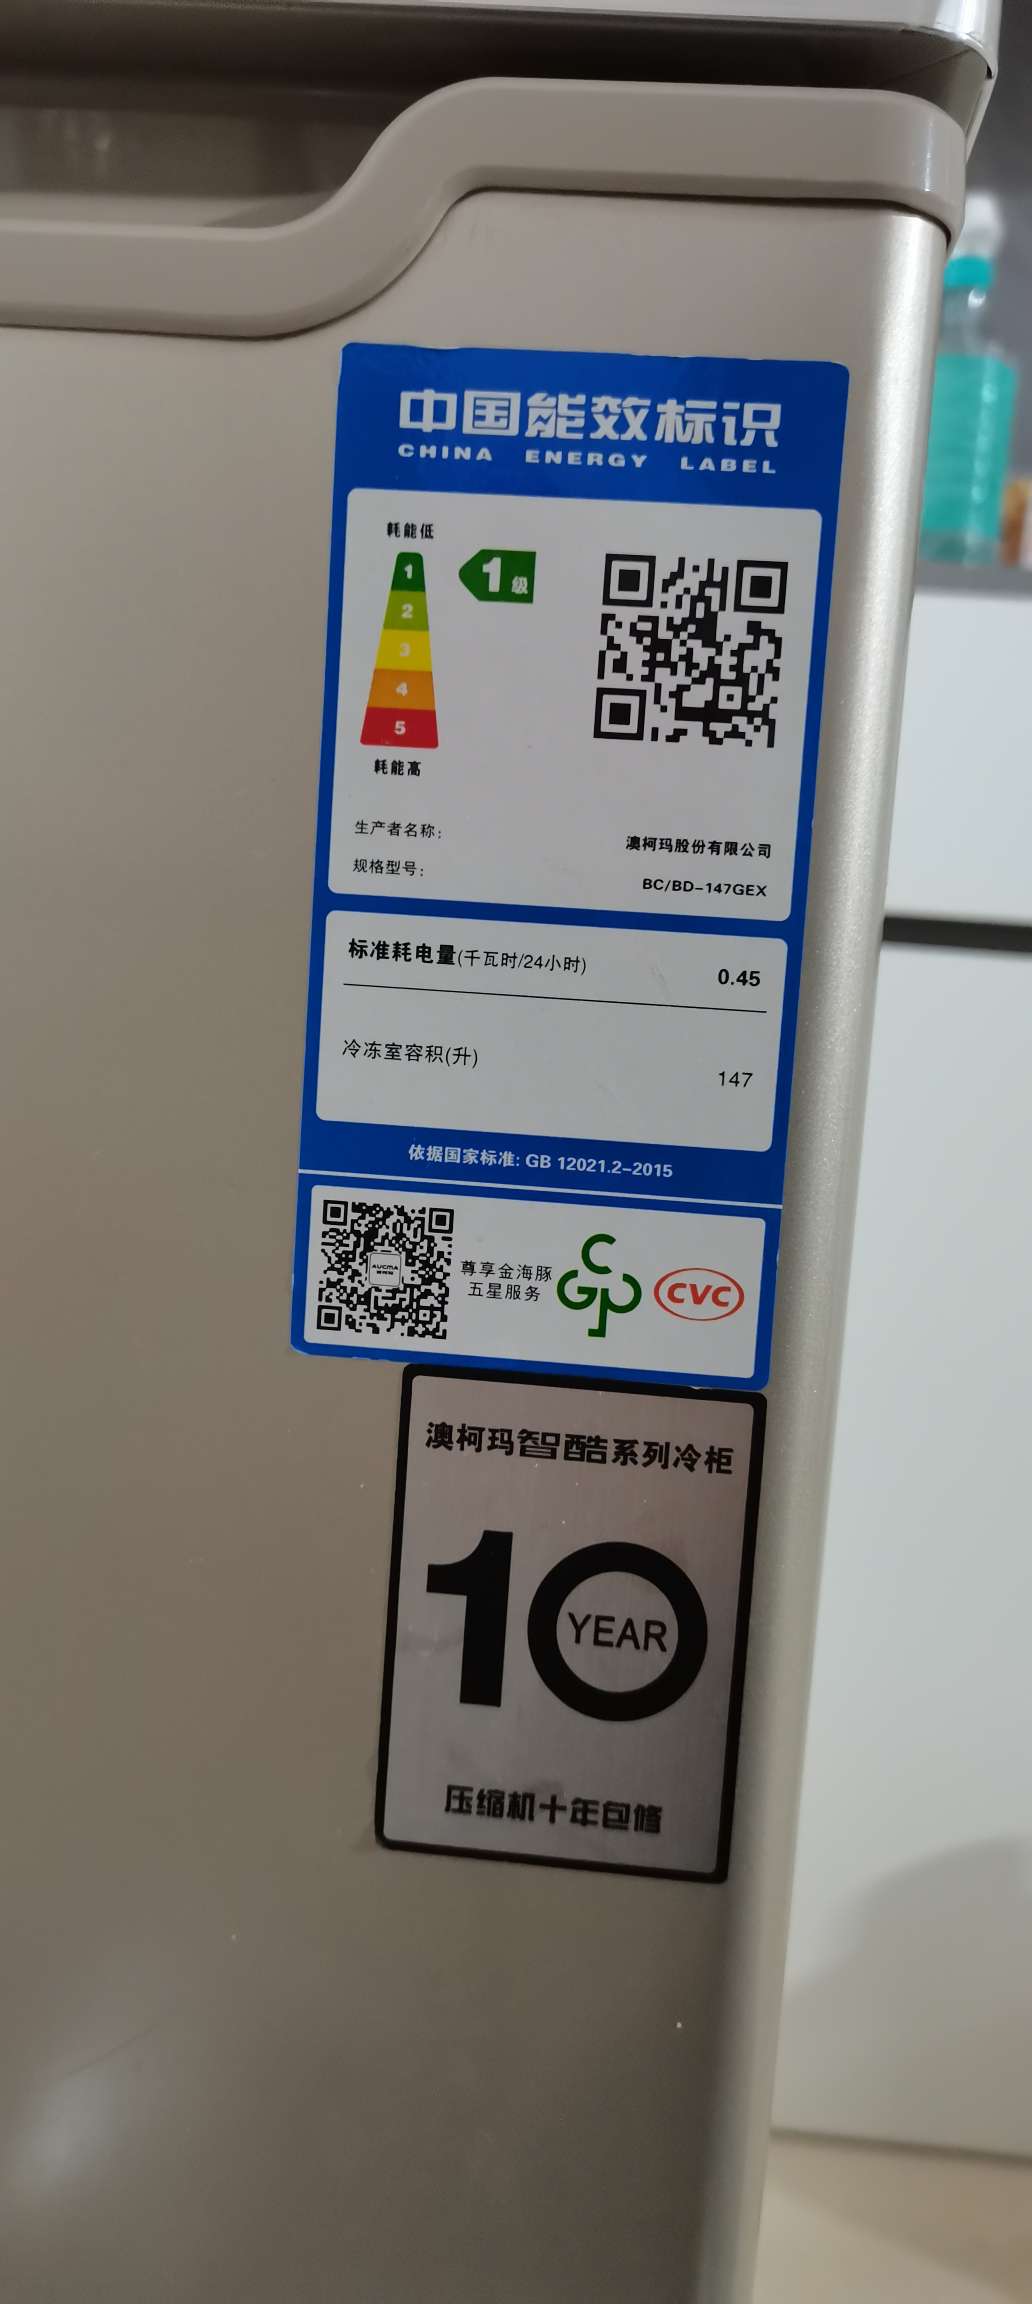 中国能效标识
CHINA ENERGY LABEL
耗能低
1
1级
2
3
4
5
耗能高
生产者名称: 澳柯玛股份有限公司
规格型号: BC/BD-147GEX
标准耗电量(千瓦时/24小时) 0.45
冷冻室容积(升) 147
依据国家标准: GB 12021.2-2015
AUCMA
尊享金海豚
五星服务
CGP
CVC
澳柯玛智酷系列冷柜
10
YEAR
压缩机十年包修